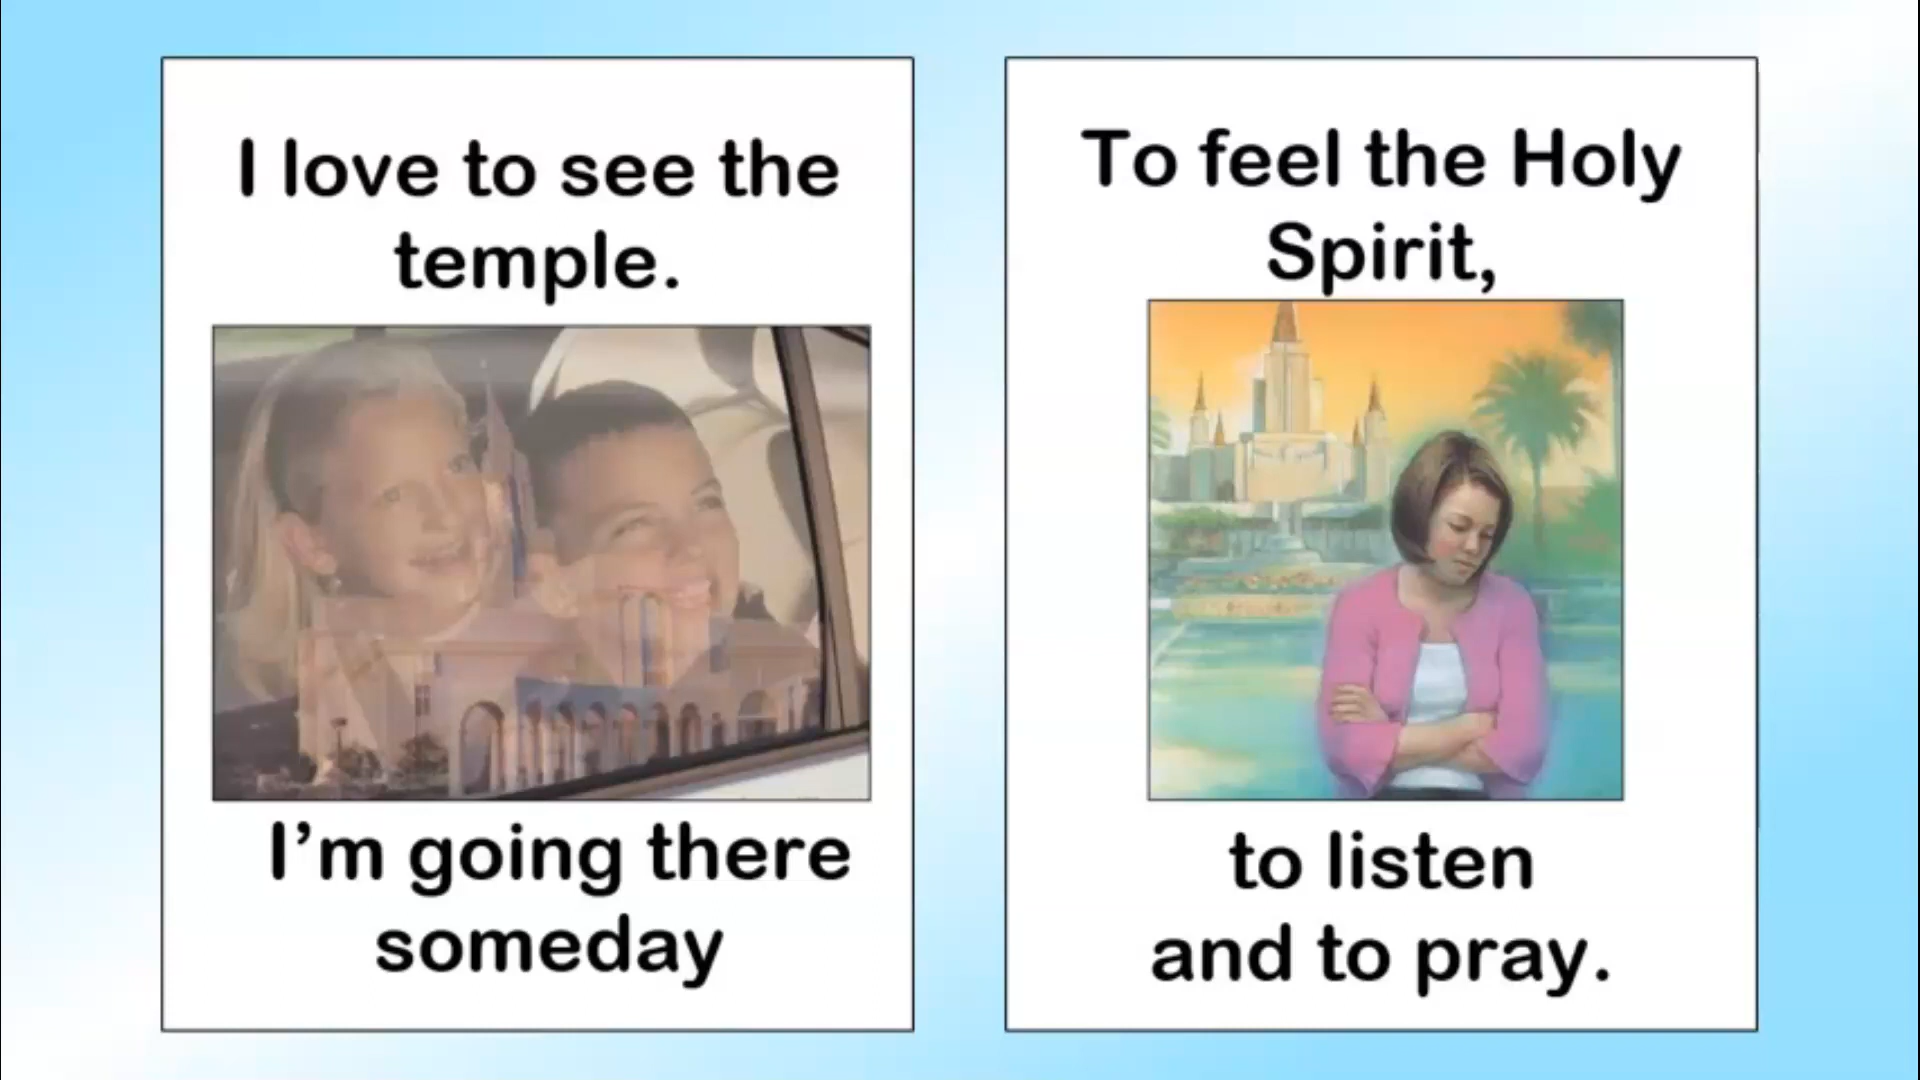 I love to see the
temple.
I’m going there
someday
To feel the Holy
Spirit,
to listen
and to pray.